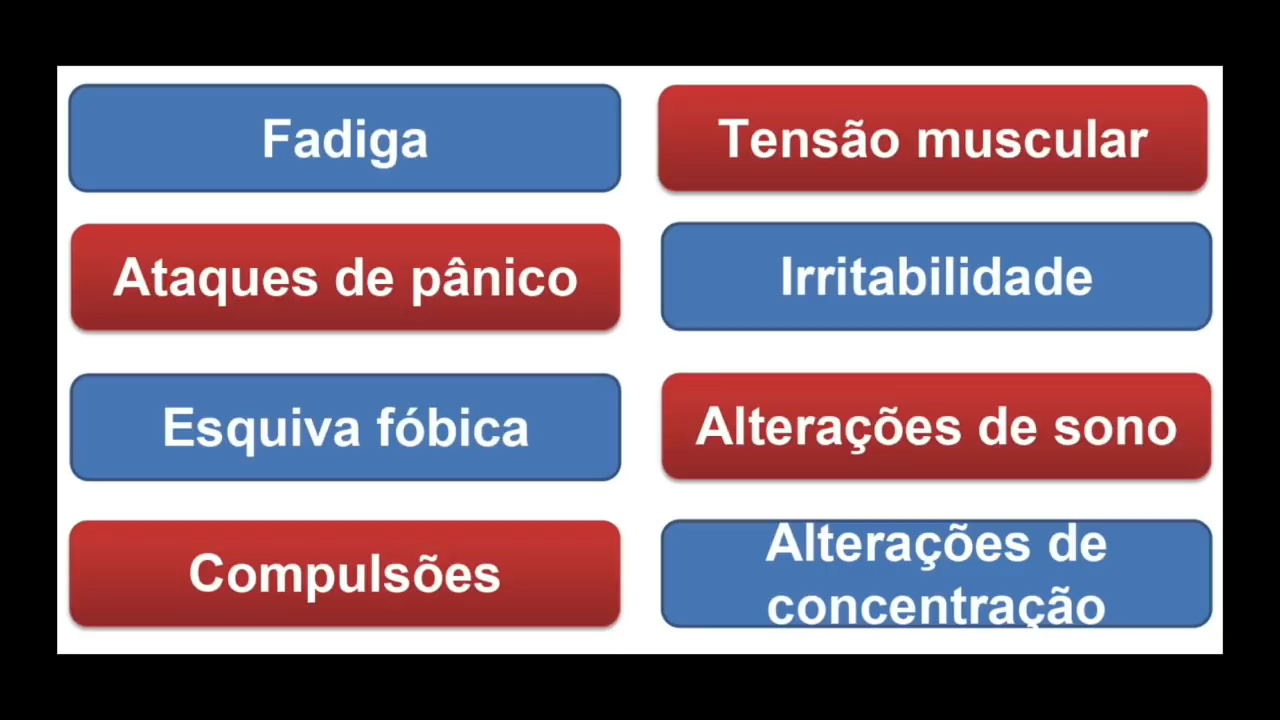 Fadiga
Tensão muscular
Ataques de pânico
Irritabilidade
Esquiva fóbica
Alterações de sono
Compulsões
Alterações de
concentração